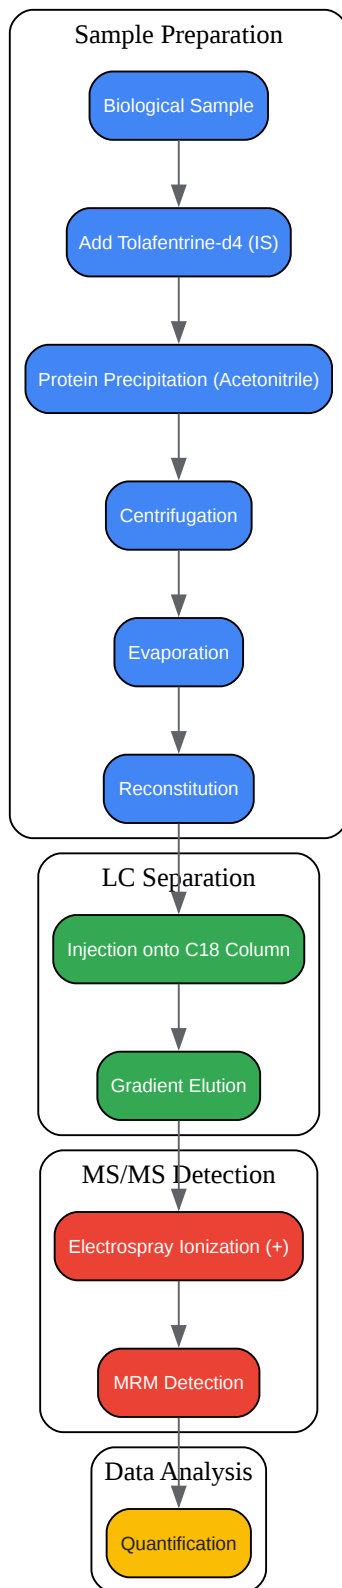 Sample Preparation
Biological Sample
Add Tolafentrine-d4 (IS)
Protein Precipitation (Acetonitrile)
Centrifugation
Evaporation
Reconstitution
LC Separation
Injection onto C18 Column
Gradient Elution
MS/MS Detection
Electrospray Ionization (+)
MRM Detection
Data Analysis
Quantification